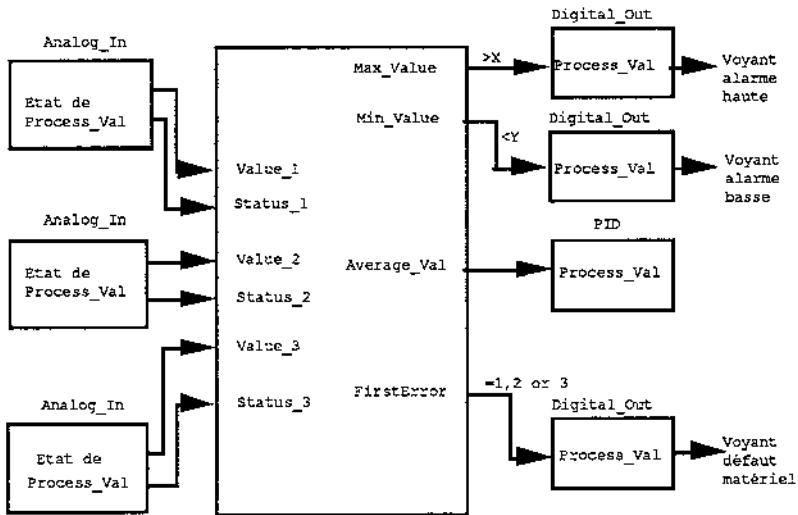 Analog_In
Etat de
Process_Val
Analog_In
Etat de
Process_Val
Analog_In
Etat de
Process_Val
Value_1
Status_1
Value_2
Status_2
Value_3
Status_3
Max_Value
Min_Value
Average_Val
FirstError
>X
<Y
=1,2 or 3
Digital_Out
Process_Val
Voyant
alarme
haute
Digital_Out
Process_Val
Voyant
alarme
basse
PID
Process_Val
Digital_Out
Process_Val
Voyant
défaut
matériel